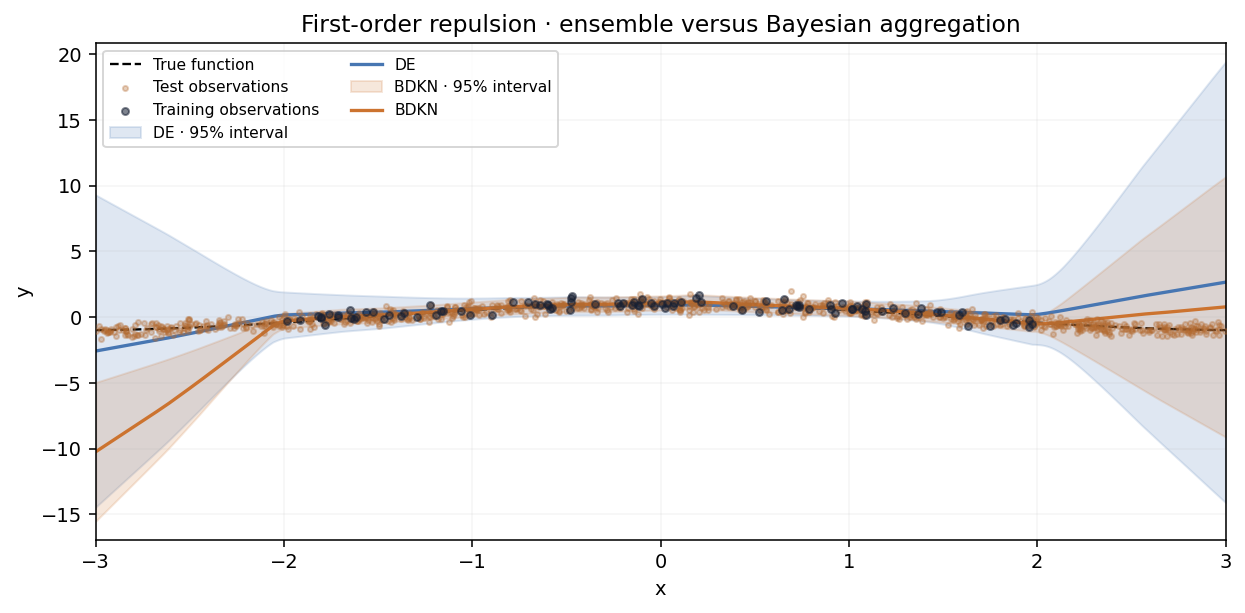 First-order repulsion · ensemble versus Bayesian aggregation
True function
Test observations
Training observations
DE · 95% interval
DE
BDKN · 95% interval
BDKN
20
15
10
5
0
−5
−10
−15
y
−3
−2
−1
0
1
2
3
x